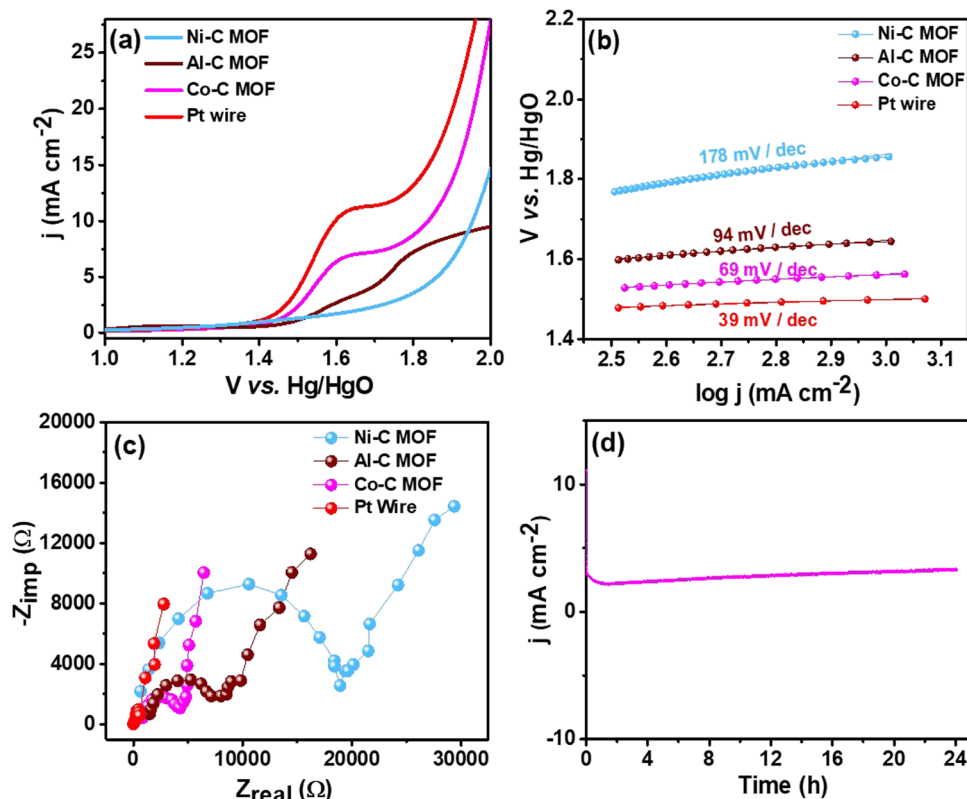 (a)
Ni-C MOF
Al-C MOF
Co-C MOF
Pt wire
25
20
15
10
5
0
j (mA cm⁻²)
1.0 1.2 1.4 1.6 1.8 2.0
V vs. Hg/HgO
(b)
Ni-C MOF
Al-C MOF
Co-C MOF
Pt wire
2.2
2.0
1.8
1.6
1.4
V vs. Hg/HgO
178 mV / dec
94 mV / dec
69 mV / dec
39 mV / dec
2.5 2.6 2.7 2.8 2.9 3.0 3.1
log j (mA cm⁻²)
(c)
Ni-C MOF
Al-C MOF
Co-C MOF
Pt Wire
20000
16000
12000
8000
4000
0
-Zimp (Ω)
0 10000 20000 30000
Zreal (Ω)
(d)
10
0
-10
j (mA cm⁻²)
0 4 8 12 16 20 24
Time (h)